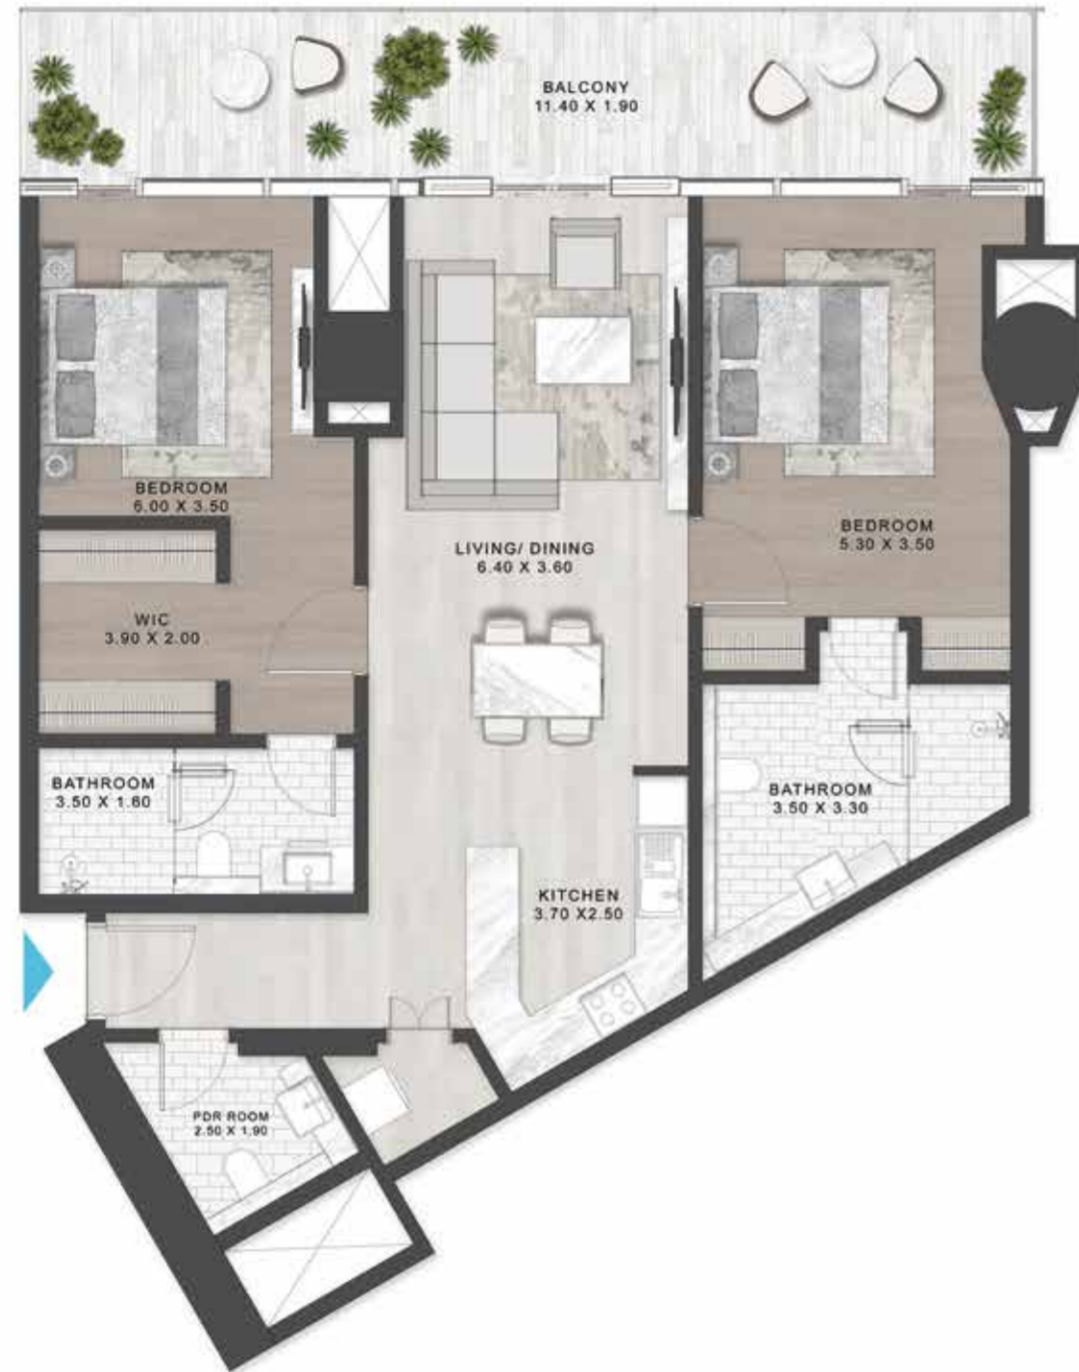 BALCONY
11.40 X 1.90
BEDROOM
6.00 X 3.50
BEDROOM
5.30 X 3.50
LIVING/ DINING
6.40 X 3.60
WIC
3.90 X 2.00
BATHROOM
3.50 X 1.60
BATHROOM
3.50 X 3.30
KITCHEN
3.70 X2.50
PDR ROOM
2.50 X 1.90